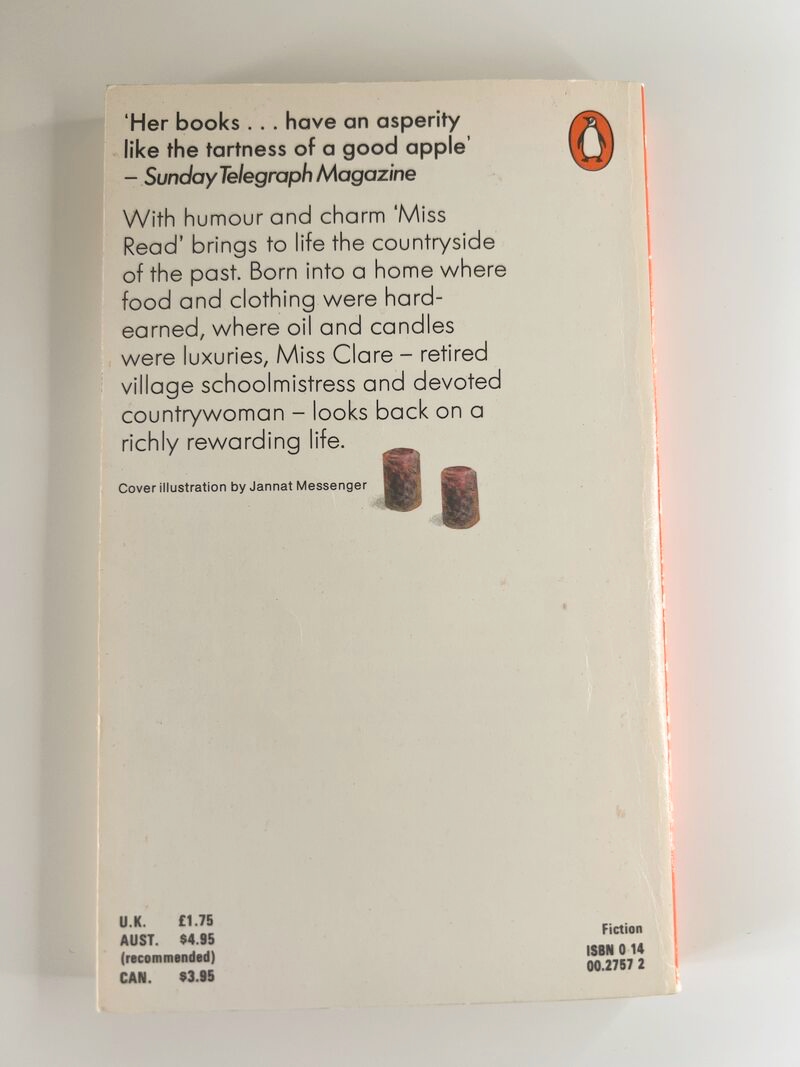 ‘Her books . . . have an asperity
like the tartness of a good apple’
– Sunday Telegraph Magazine
With humour and charm ‘Miss
Read’ brings to life the countryside
of the past. Born into a home where
food and clothing were hard-
earned, where oil and candles
were luxuries, Miss Clare – retired
village schoolmistress and devoted
countrywoman – looks back on a
richly rewarding life.
Cover illustration by Jannat Messenger
U.K. £1.75
AUST. $4.95
(recommended)
CAN. $3.95
Fiction
ISBN 0 14
00.2757 2